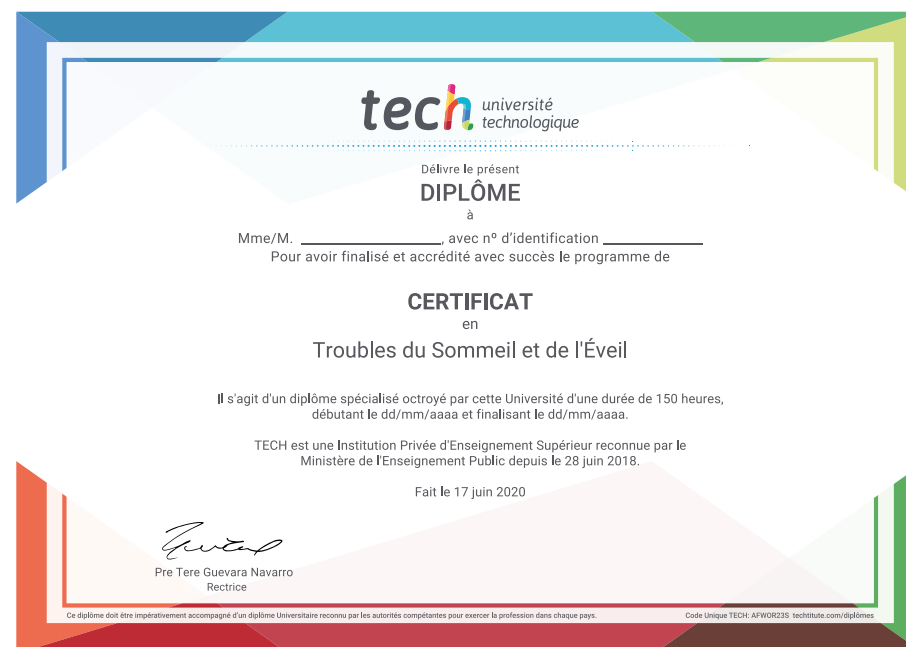 tech université
technologique
Délivre le présent
DIPLÔME
à
Mme/M. ____________________, avec nº d'identification ______________
Pour avoir finalisé et accrédité avec succès le programme de
CERTIFICAT
en
Troubles du Sommeil et de l'Éveil
Il s'agit d'un diplôme spécialisé octroyé par cette Université d'une durée de 150 heures,
débutant le dd/mm/aaaa et finalisant le dd/mm/aaaa.
TECH est une Institution Privée d'Enseignement Supérieur reconnue par le
Ministère de l'Enseignement Public depuis le 28 juin 2018.
Fait le 17 juin 2020
Pre Tere Guevara Navarro
Rectrice
Ce diplôme doit être impérativement accompagné d'un diplôme Universitaire reconnu par les autorités compétantes pour exercer la profession dans chaque pays.
Code Unique TECH: AFWOR23S techtitute.com/diplômes